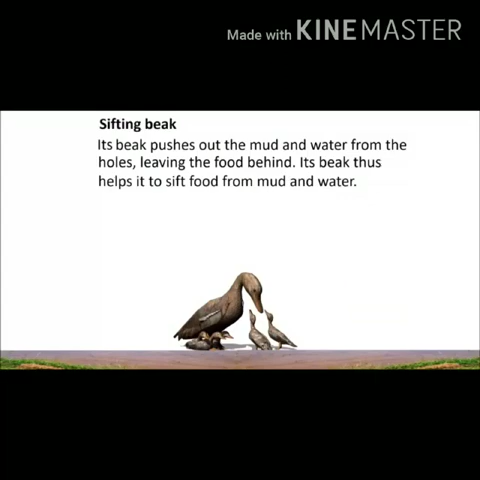 Made with KINEMASTER
Sifting beak
Its beak pushes out the mud and water from the
holes, leaving the food behind. Its beak thus
helps it to sift food from mud and water.